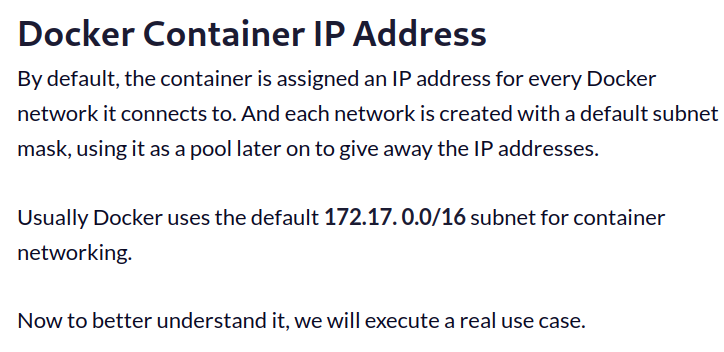 Docker Container IP Address
By default, the container is assigned an IP address for every Docker
network it connects to. And each network is created with a default subnet
mask, using it as a pool later on to give away the IP addresses.
Usually Docker uses the default 172.17. 0.0/16 subnet for container
networking.
Now to better understand it, we will execute a real use case.